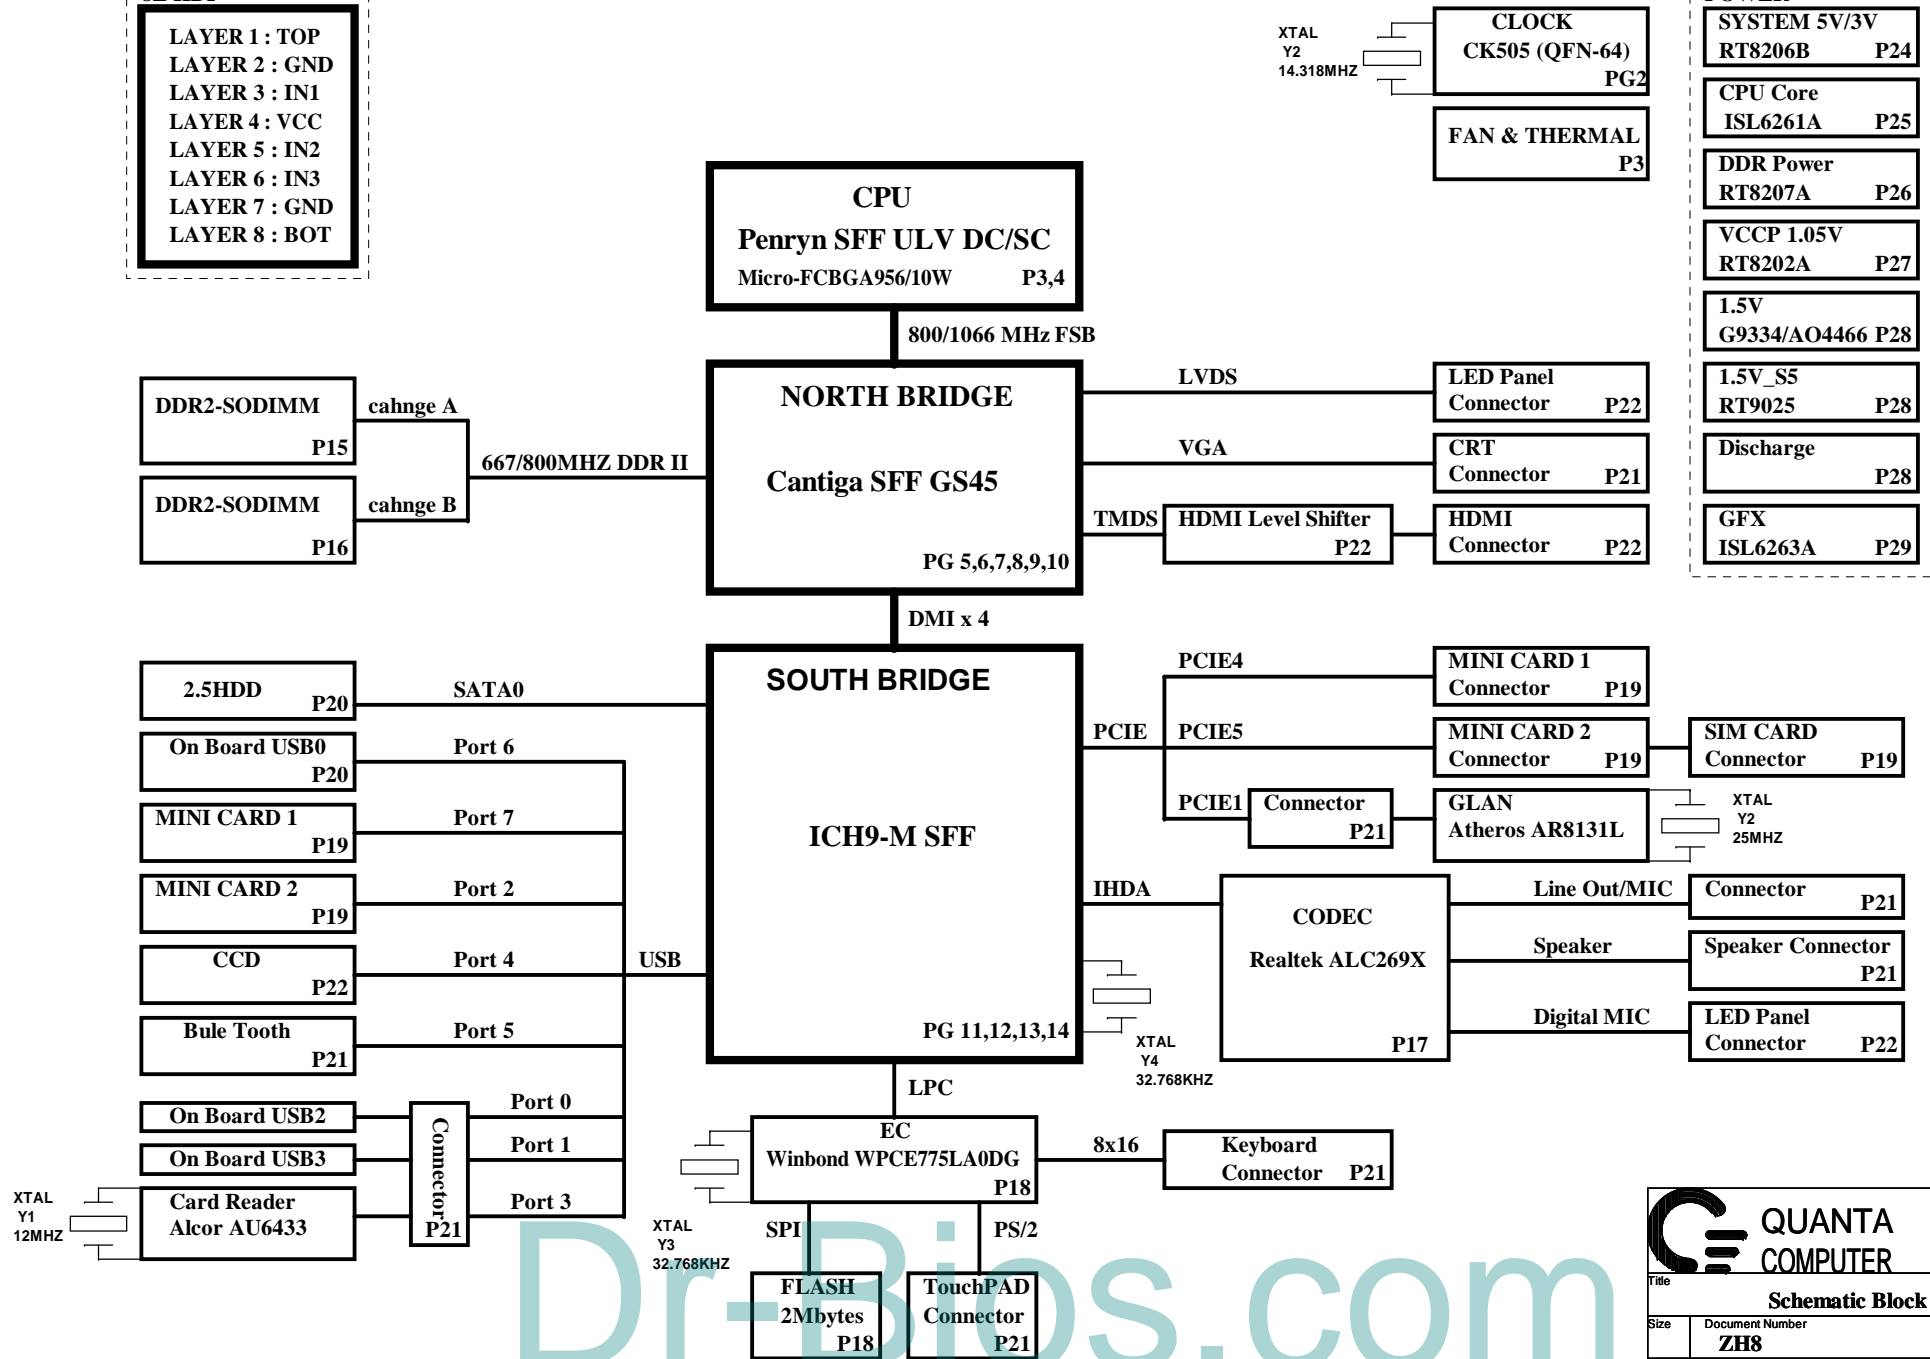 LAYER 1 : TOP
LAYER 2 : GND
LAYER 3 : IN1
LAYER 4 : VCC
LAYER 5 : IN2
LAYER 6 : IN3
LAYER 7 : GND
LAYER 8 : BOT
XTAL
Y2
14.318MHZ
CLOCK
CK505 (QFN-64)
PG2
FAN & THERMAL
P3
POWER
SYSTEM 5V/3V
RT8206B P24
CPU Core
ISL6261A P25
DDR Power
RT8207A P26
VCCP 1.05V
RT8202A P27
1.5V
G9334/AO4466 P28
1.5V_S5
RT9025 P28
Discharge
P28
GFX
ISL6263A P29
CPU
Penryn SFF ULV DC/SC
Micro-FCBGA956/10W P3,4
800/1066 MHz FSB
NORTH BRIDGE
Cantiga SFF GS45
PG 5,6,7,8,9,10
DDR2-SODIMM
P15
cahnge A
667/800MHZ DDR II
DDR2-SODIMM
P16
cahnge B
LVDS
LED Panel
Connector P22
VGA
CRT
Connector P21
TMDS
HDMI Level Shifter
P22
HDMI
Connector P22
DMI x 4
SOUTH BRIDGE
ICH9-M SFF
PG 11,12,13,14
2.5HDD
P20
SATA0
On Board USB0
P20
Port 6
MINI CARD 1
P19
Port 7
MINI CARD 2
P19
Port 2
CCD
P22
Port 4
USB
Bule Tooth
P21
Port 5
On Board USB2
On Board USB3
Card Reader
Alcor AU6433
XTAL
Y1
12MHZ
Connector
P21
Port 0
Port 1
Port 3
PCIE
PCIE4
MINI CARD 1
Connector P19
PCIE5
MINI CARD 2
Connector P19
SIM CARD
Connector P19
PCIE1
Connector
P21
GLAN
Atheros AR8131L
XTAL
Y2
25MHZ
IHDA
CODEC
Realtek ALC269X
P17
Line Out/MIC
Connector
P21
Speaker
Speaker Connector
P21
Digital MIC
LED Panel
Connector P22
XTAL
Y4
32.768KHZ
LPC
EC
Winbond WPCE775LA0DG
P18
8x16
Keyboard
Connector P21
XTAL
Y3
32.768KHZ
SPI
PS/2
FLASH
2Mbytes
P18
TouchPAD
Connector
P21
Dr-Bios.com
QUANTA
COMPUTER
Title
Schematic Block
Size
Document Number
ZH8